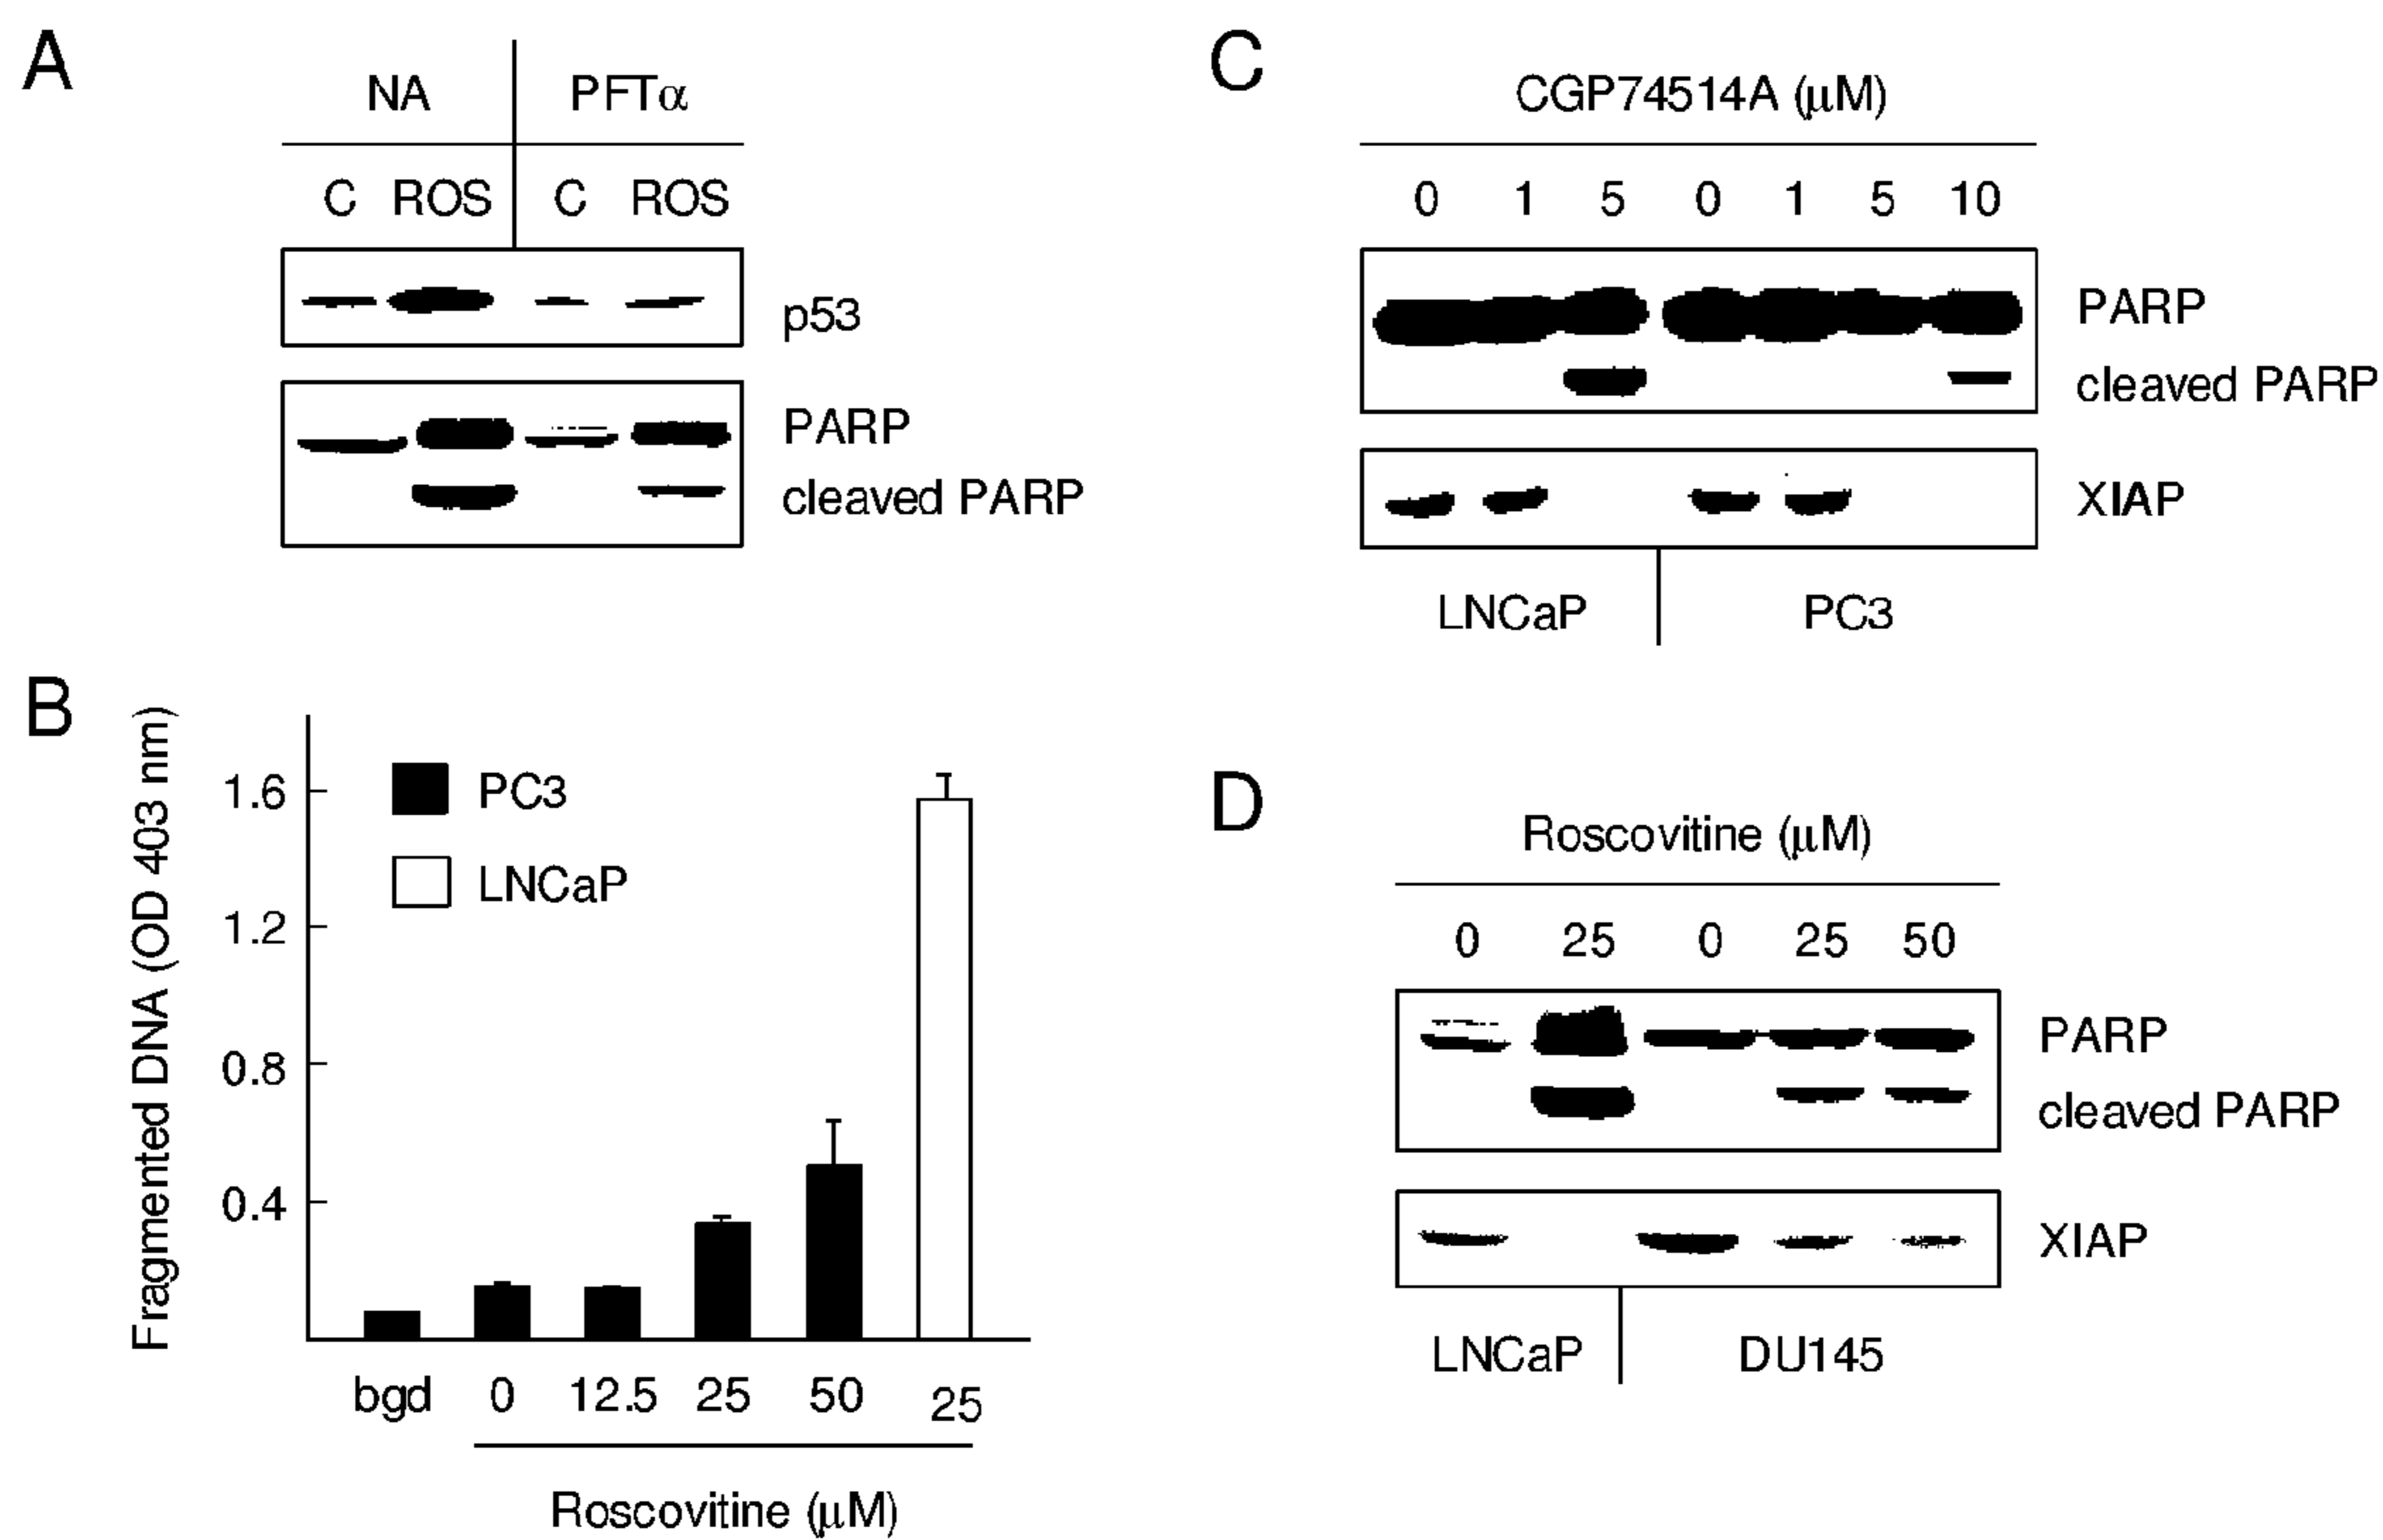 A
NA PFTα
C ROS C ROS
p53
PARP
cleaved PARP
B
Fragmented DNA (OD 403 nm)
1.6
1.2
0.8
0.4
PC3
LNCaP
bgd 0 12.5 25 50 25
Roscovitine (μM)
C
CGP74514A (μM)
0 1 5 0 1 5 10
PARP
cleaved PARP
XIAP
LNCaP PC3
D
Roscovitine (μM)
0 25 0 25 50
PARP
cleaved PARP
XIAP
LNCaP DU145